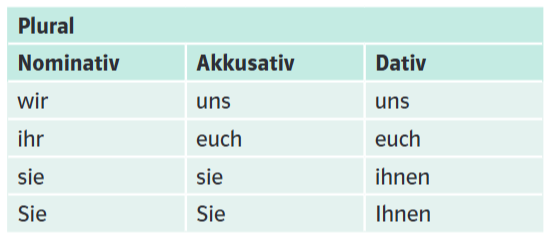 Plural
Nominativ Akkusativ Dativ
wir uns uns
ihr euch euch
sie sie ihnen
Sie Sie Ihnen